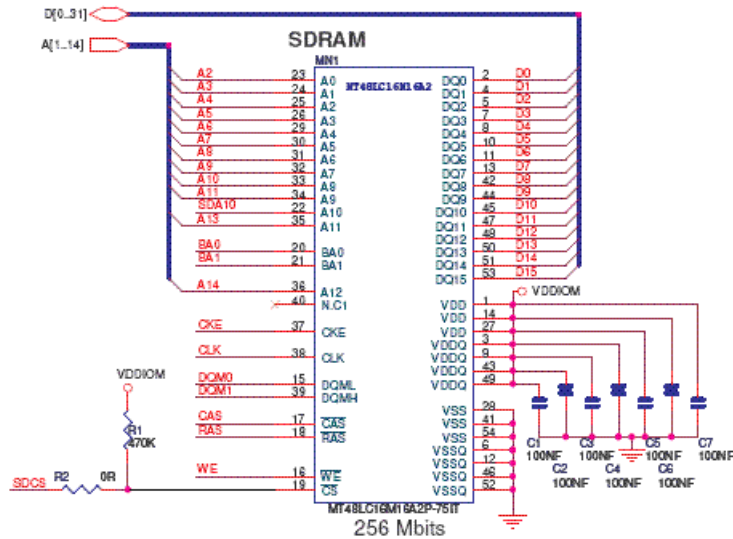 D[0..31]
A[1..14]
SDRAM
MN1
MT48LC16M16A2
A2 23 A0 DQ0 2 D0
A3 24 A1 DQ1 4 D1
A4 25 A2 DQ2 5 D2
A5 26 A3 DQ3 7 D3
A6 29 A4 DQ4 8 D4
A7 30 A5 DQ5 10 D5
A8 31 A6 DQ6 11 D6
A9 32 A7 DQ7 13 D7
A10 33 A8 DQ8 42 D8
A11 34 A9 DQ9 44 D9
SDA10 22 A10 DQ10 45 D10
A13 35 A11 DQ11 47 D11
DQ12 48 D12
BA0 20 BA0 DQ13 50 D13
BA1 21 BA1 DQ14 51 D14
DQ15 53 D15
A14 36 A12 VDDIOM
40 N.C1 VDD 1
VDD 14
CKE 37 CKE VDD 27
VDDQ 3
CLK 38 CLK VDDQ 9
VDDQ 43
DQM0 15 DQML VDDQ 49
DQM1 39 DQMH
VDDIOM
VSS 28
CAS 17 CAS VSS 41
RAS 18 RAS VSS 54
VSSQ 6
VSSQ 12
WE 16 WE VSSQ 46
19 CS VSSQ 52
R1
470K
R2 0R
SDCS
C1 C3 C5 C7
100NF 100NF 100NF 100NF
C2 C4 C6
100NF 100NF 100NF
MT48LC16M16A2P-75IT
256 Mbits